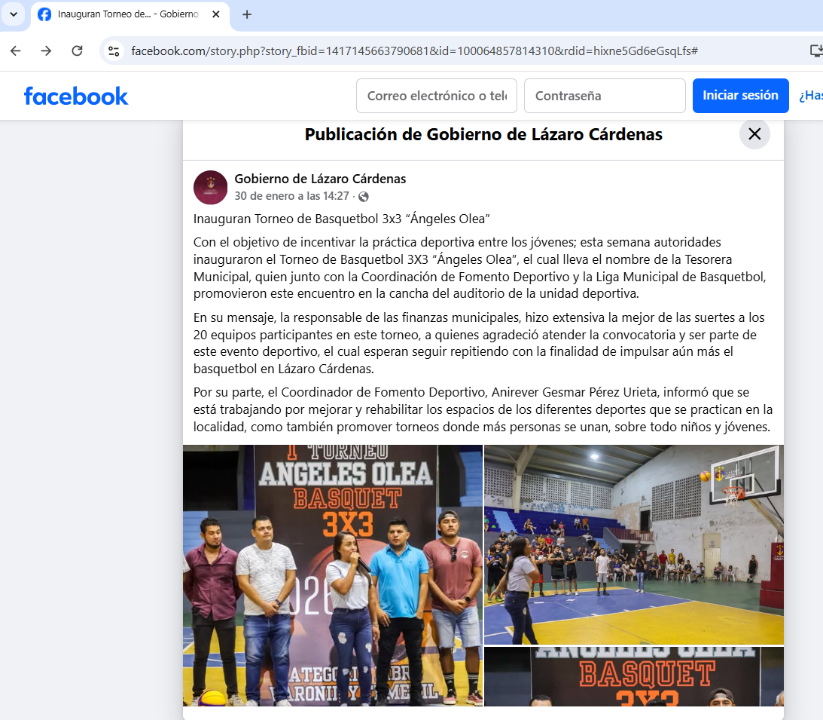 Inauguran Torneo de... - Gobierno
facebook.com/story.php?story_fbid=1417145663790681&id=100064857814310&rdid=hixne5Gd6eGsqLfs#
facebook
Correo electrónico o tele
Contraseña
Iniciar sesión
¿Has
Publicación de Gobierno de Lázaro Cárdenas
Gobierno de Lázaro Cárdenas
30 de enero a las 14:27 ·
Inauguran Torneo de Basquetbol 3x3 “Ángeles Olea”
Con el objetivo de incentivar la práctica deportiva entre los jóvenes; esta semana autoridades
inauguraron el Torneo de Basquetbol 3X3 “Ángeles Olea”, el cual lleva el nombre de la Tesorera
Municipal, quien junto con la Coordinación de Fomento Deportivo y la Liga Municipal de Basquetbol,
promovieron este encuentro en la cancha del auditorio de la unidad deportiva.
En su mensaje, la responsable de las finanzas municipales, hizo extensiva la mejor de las suertes a los
20 equipos participantes en este torneo, a quienes agradeció atender la convocatoria y ser parte de
este evento deportivo, el cual esperan seguir repitiendo con la finalidad de impulsar aún más el
basquetbol en Lázaro Cárdenas.
Por su parte, el Coordinador de Fomento Deportivo, Anirever Gesmar Pérez Urieta, informó que se
está trabajando por mejorar y rehabilitar los espacios de los diferentes deportes que se practican en la
localidad, como también promover torneos donde más personas se unan, sobre todo niños y jóvenes.
I TORNEO
ANGELES OLEA
BASQUET
3X3
026
ATEGO
BR
VARONIL Y
M
IL
ANGELES OLEA
BASQUET
3X3